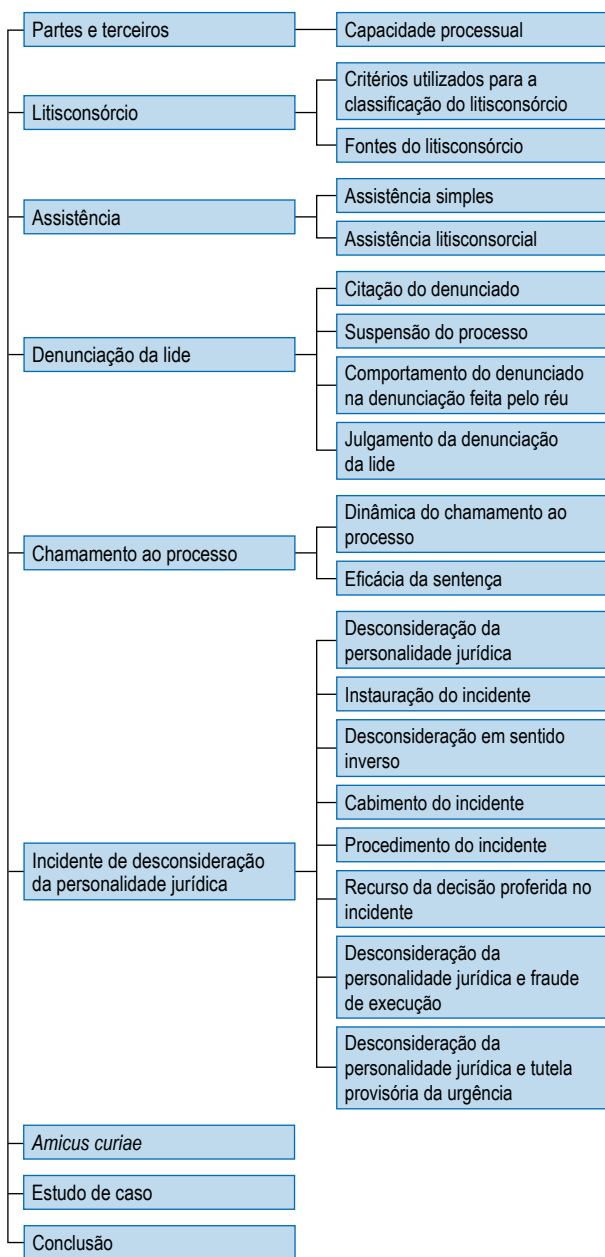 Partes e terceiros
Capacidade processual
Litisconsórcio
Critérios utilizados para a
classificação do litisconsórcio
Fontes do litisconsórcio
Assistência
Assistência simples
Assistência litisconsorcial
Denunciação da lide
Citação do denunciado
Suspensão do processo
Comportamento do denunciado
na denunciação feita pelo réu
Julgamento da denunciação
da lide
Chamamento ao processo
Dinâmica do chamamento ao
processo
Eficácia da sentença
Incidente de desconsideração
da personalidade jurídica
Desconsideração da
personalidade jurídica
Instauração do incidente
Desconsideração em sentido
inverso
Cabimento do incidente
Procedimento do incidente
Recurso da decisão proferida no
incidente
Desconsideração da
personalidade jurídica e fraude
de execução
Desconsideração da
personalidade jurídica e tutela
provisória da urgência
Amicus curiae
Estudo de caso
Conclusão